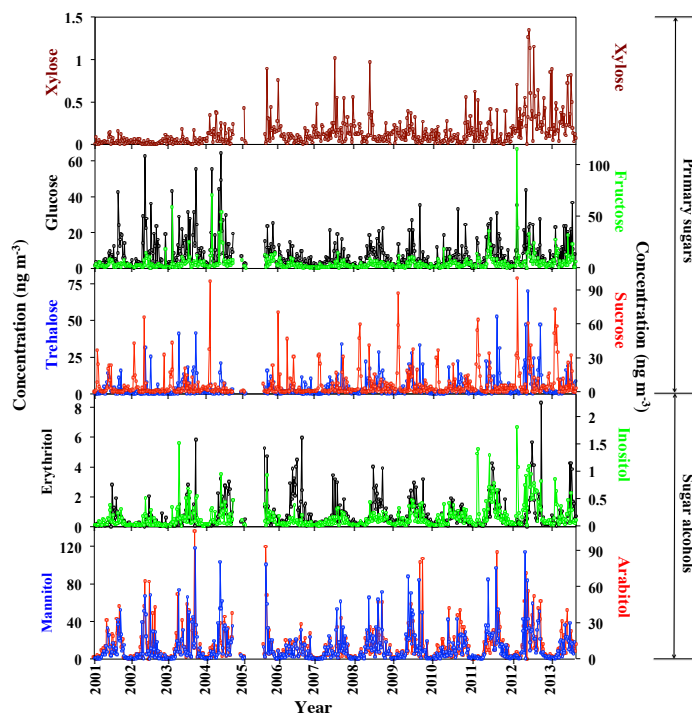 1.5
1
0.5
0
Xylose
Xylose
60
40
20
0
Glucose
100
50
0
Fructose
75
50
25
0
Trehalose
90
60
30
0
Sucrose
8
6
4
2
0
Erythritol
2
1.5
1
0.5
0
Inositol
120
80
40
0
Mannitol
90
60
30
0
Arabitol
Concentration (ng m-3)
Concentration (ng m-3)
Primary sugars
Sugar alcohols
2001 2002 2003 2004 2005 2006 2007 2008 2009 2010 2011 2012 2013
Year